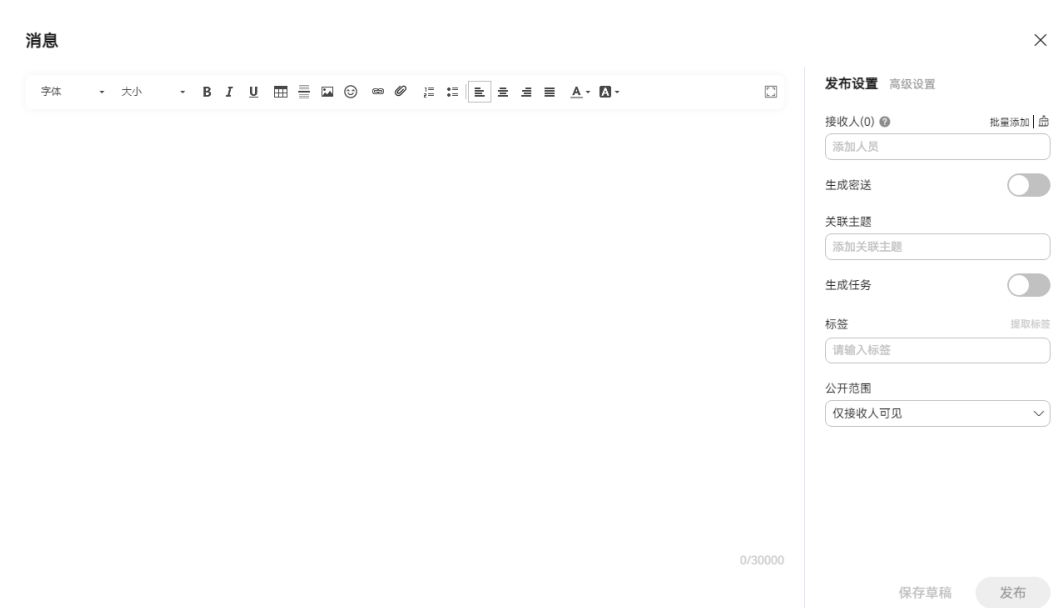 消息
字体 大小 B I U A A
发布设置 高级设置
接收人(0) ? 批量添加
添加人员
生成密送
关联主题
添加关联主题
生成任务
标签 提取标签
请输入标签
公开范围
仅接收人可见
0/30000
保存草稿 发布